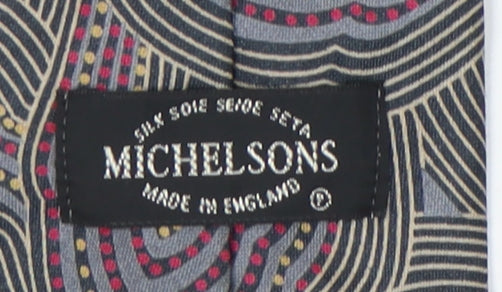 SILK SOIE SEIDE SETA
MICHELSONS
MADE IN ENGLAND
P